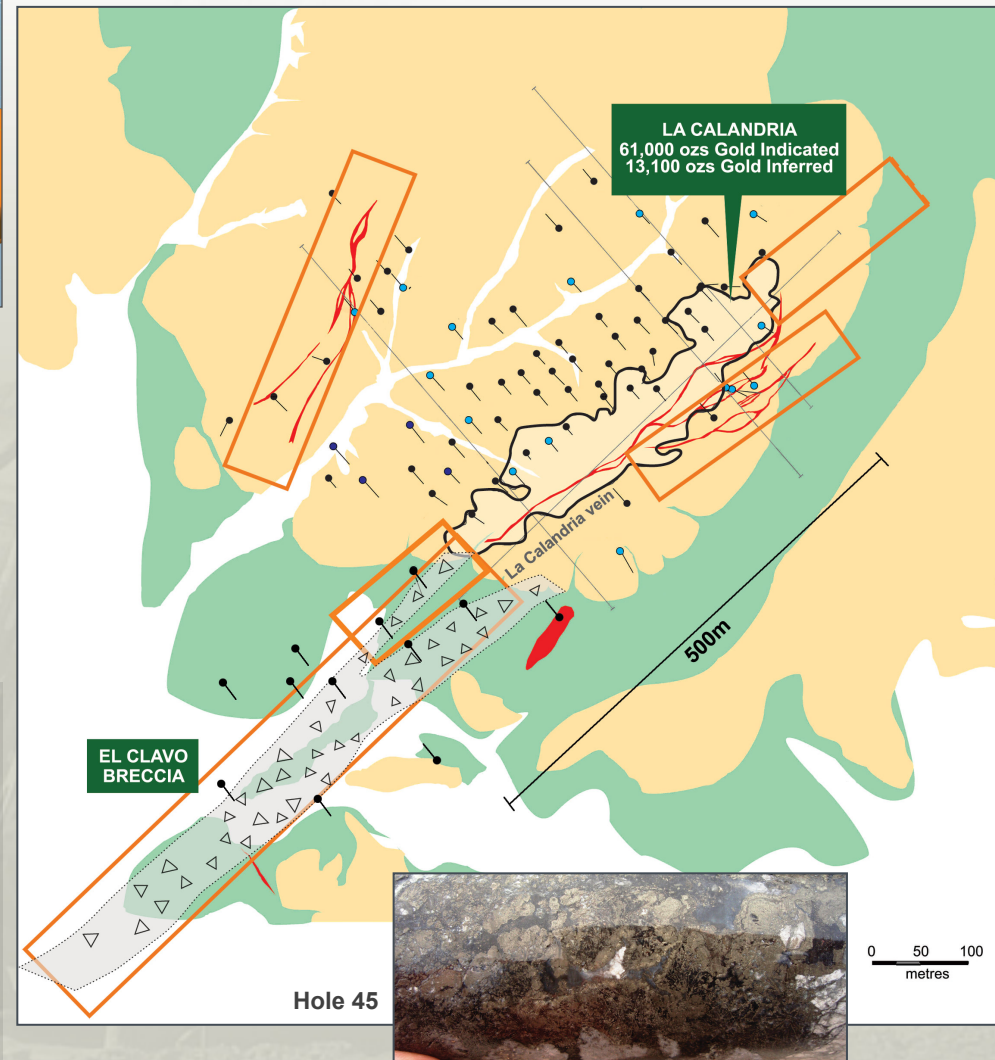 LA CALANDRIA
61,000 ozs Gold Indicated
13,100 ozs Gold Inferred
La Calandria vein
500m
EL CLAVO
BRECCIA
Hole 45
0 50 100
metres